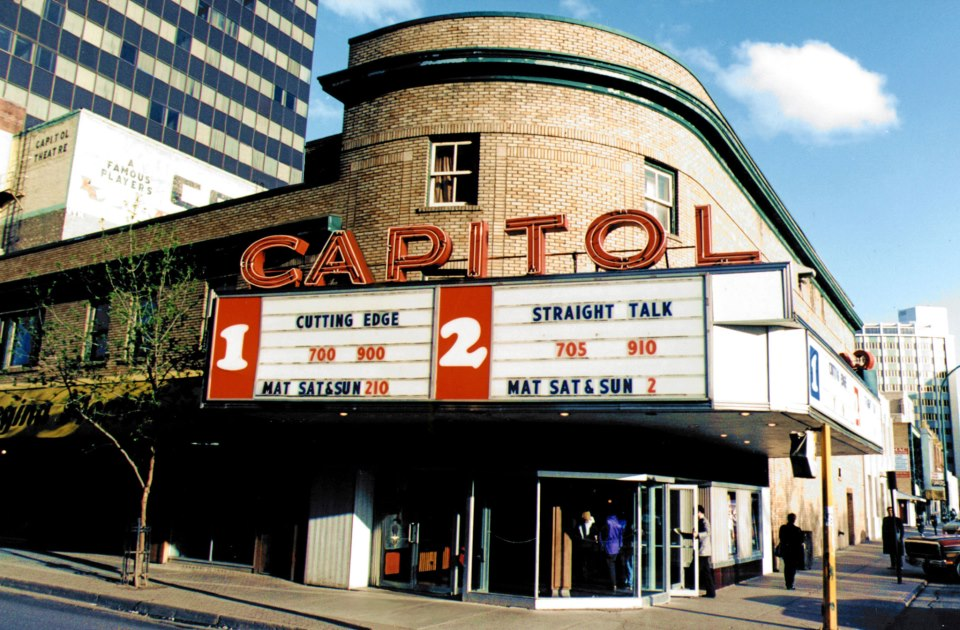 CAPITOL
THEATRE
A
FAMOUS
PLAYERS
CAPITOL
1
CUTTING EDGE
700 900
MAT SAT&SUN 210
2
STRAIGHT TALK
705 910
MAT SAT & SUN 2
1